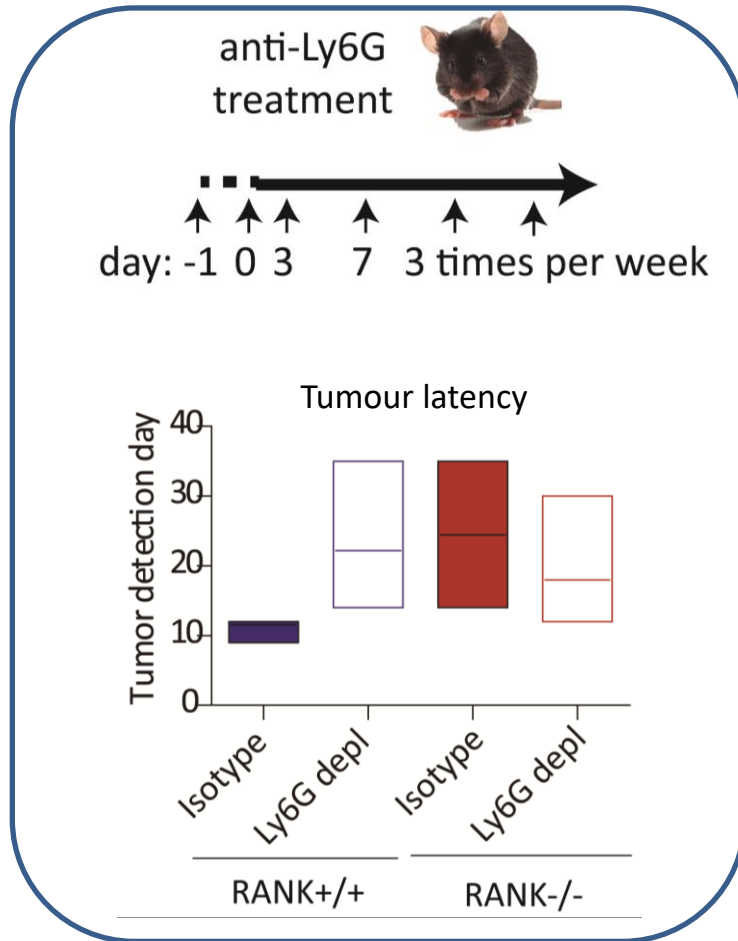 anti-Ly6G
treatment
day: -1 0 3 7 3 times per week
Tumour latency
Tumor detection day
40
30
20
10
0
Isotype
Ly6G depl
Isotype
Ly6G depl
RANK+/+
RANK-/-